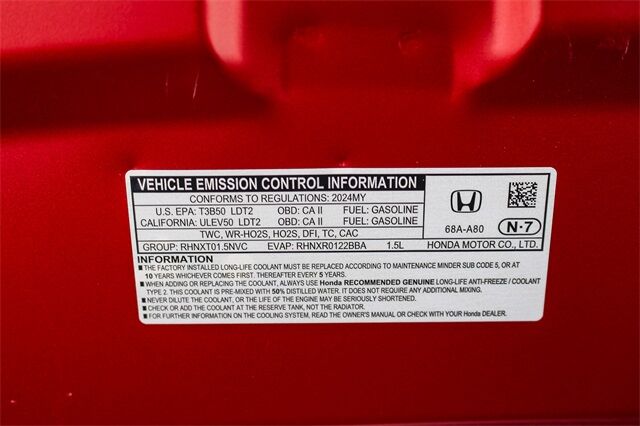 VEHICLE EMISSION CONTROL INFORMATION
CONFORMS TO REGULATIONS: 2024MY
U.S. EPA: T3B50 LDT2 OBD: CA II FUEL: GASOLINE
CALIFORNIA: ULEV50 LDT2 OBD: CA II FUEL: GASOLINE
TWC, WR-HO2S, HO2S, DFI, TC, CAC
GROUP: RHNXT01.5NVC EVAP: RHNXR0122BBA 1.5L
68A-A80
N·7
HONDA MOTOR CO., LTD.
INFORMATION
■ THE FACTORY INSTALLED LONG-LIFE COOLANT MUST BE REPLACED ACCORDING TO MAINTENANCE MINDER SUB CODE 5, OR AT
10 YEARS WHICHEVER COMES FIRST. THEREAFTER EVERY 5 YEARS.
■ WHEN ADDING OR REPLACING THE COOLANT, ALWAYS USE Honda RECOMMENDED GENUINE LONG-LIFE ANTI-FREEZE / COOLANT
TYPE 2. THIS COOLANT IS PRE-MIXED WITH 50% DISTILLED WATER. IT DOES NOT REQUIRE ANY ADDITIONAL MIXING.
■ NEVER DILUTE THE COOLANT, OR THE LIFE OF THE ENGINE MAY BE SERIOUSLY SHORTENED.
■ CHECK OR ADD THE COOLANT AT THE RESERVE TANK, NOT THE RADIATOR.
■ FOR FURTHER INFORMATION ON THE COOLING SYSTEM, READ THE OWNER'S MANUAL OR CHECK WITH YOUR Honda DEALER.